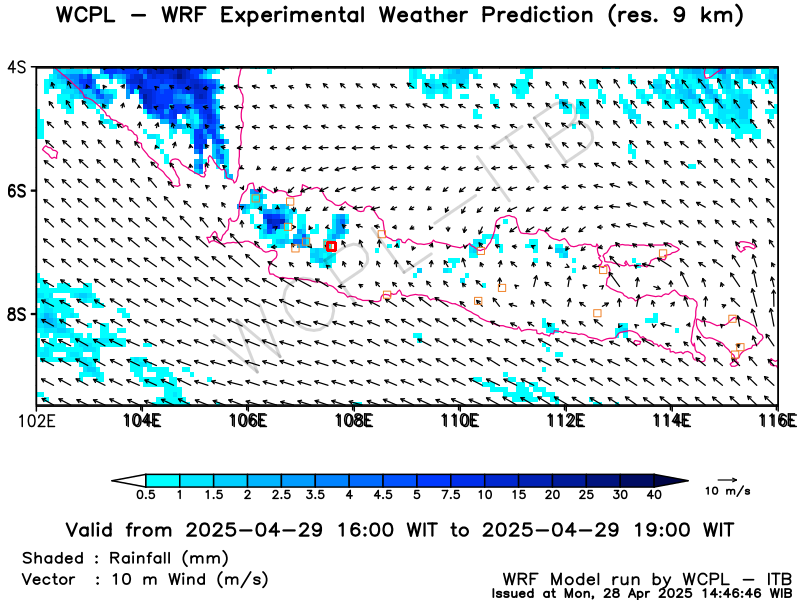 WCPL – WRF Experimental Weather Prediction (res. 9 km)
WCPL–ITB
4S
6S
8S
102E 104E 106E 108E 110E 112E 114E 116E
0.5 1 1.5 2 2.5 3.5 4 4.5 5 7.5 10 15 20 25 30 40
10 m/s
Valid from 2025–04–29 16:00 WIT to 2025–04–29 19:00 WIT
Shaded : Rainfall (mm)
Vector : 10 m Wind (m/s)
WRF Model run by WCPL – ITB
Issued at Mon, 28 Apr 2025 14:46:46 WIB